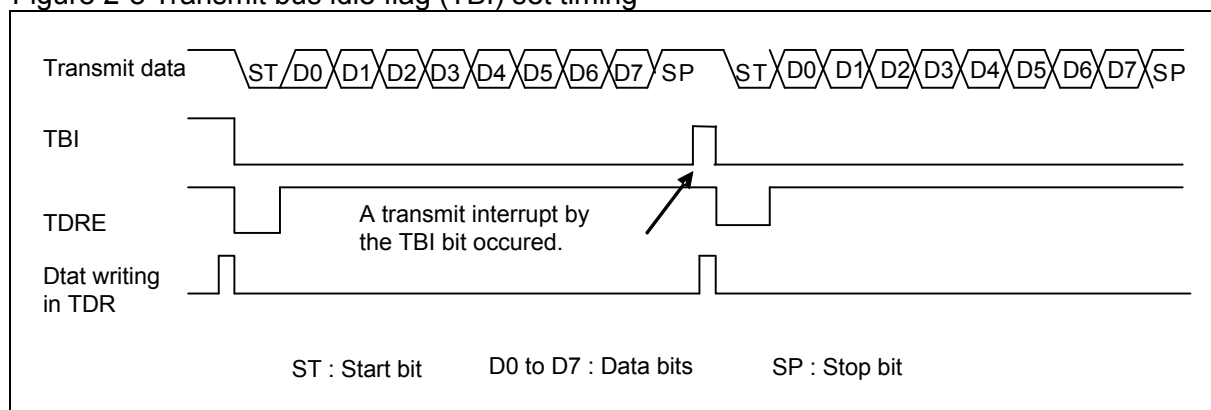 Figure 2-3 Transmit bus idle flag (TBI) set timing
Transmit data ST D0 D1 D2 D3 D4 D5 D6 D7 SP ST D0 D1 D2 D3 D4 D5 D6 D7 SP
TBI
TDRE
A transmit interrupt by
the TBI bit occured.
Dtat writing
in TDR
ST : Start bit D0 to D7 : Data bits SP : Stop bit